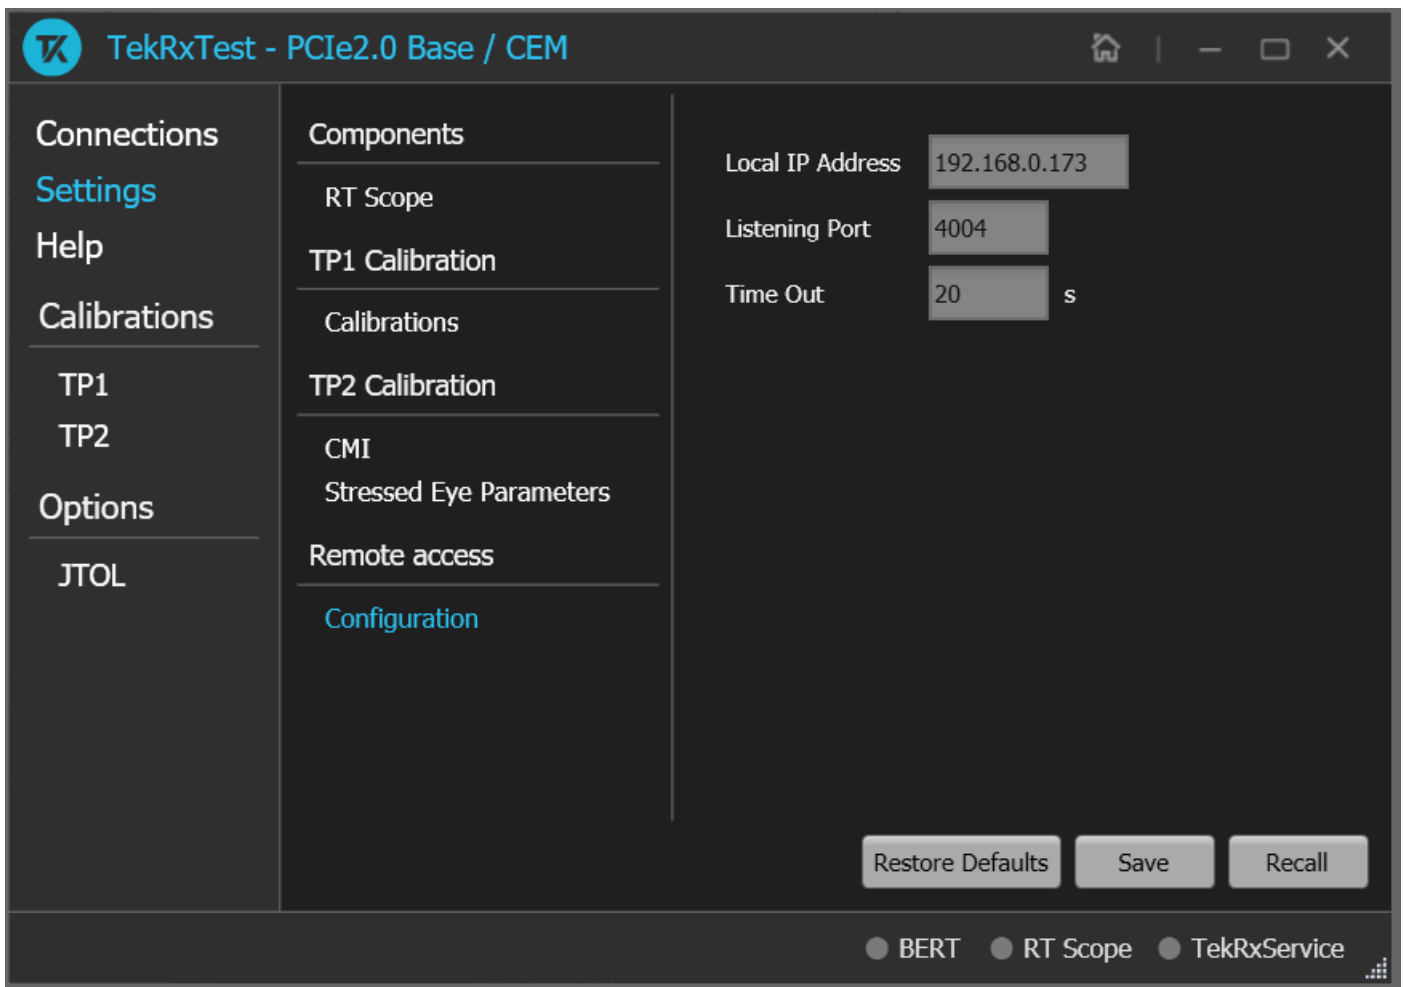 TekRxTest - PCIe2.0 Base / CEM
Connections
Settings
Help
Calibrations
TP1
TP2
Options
JTOL
Components
RT Scope
TP1 Calibration
Calibrations
TP2 Calibration
CMI
Stressed Eye Parameters
Remote access
Configuration
Local IP Address 192.168.0.173
Listening Port 4004
Time Out 20 s
Restore Defaults Save Recall
BERT RT Scope TekRxService